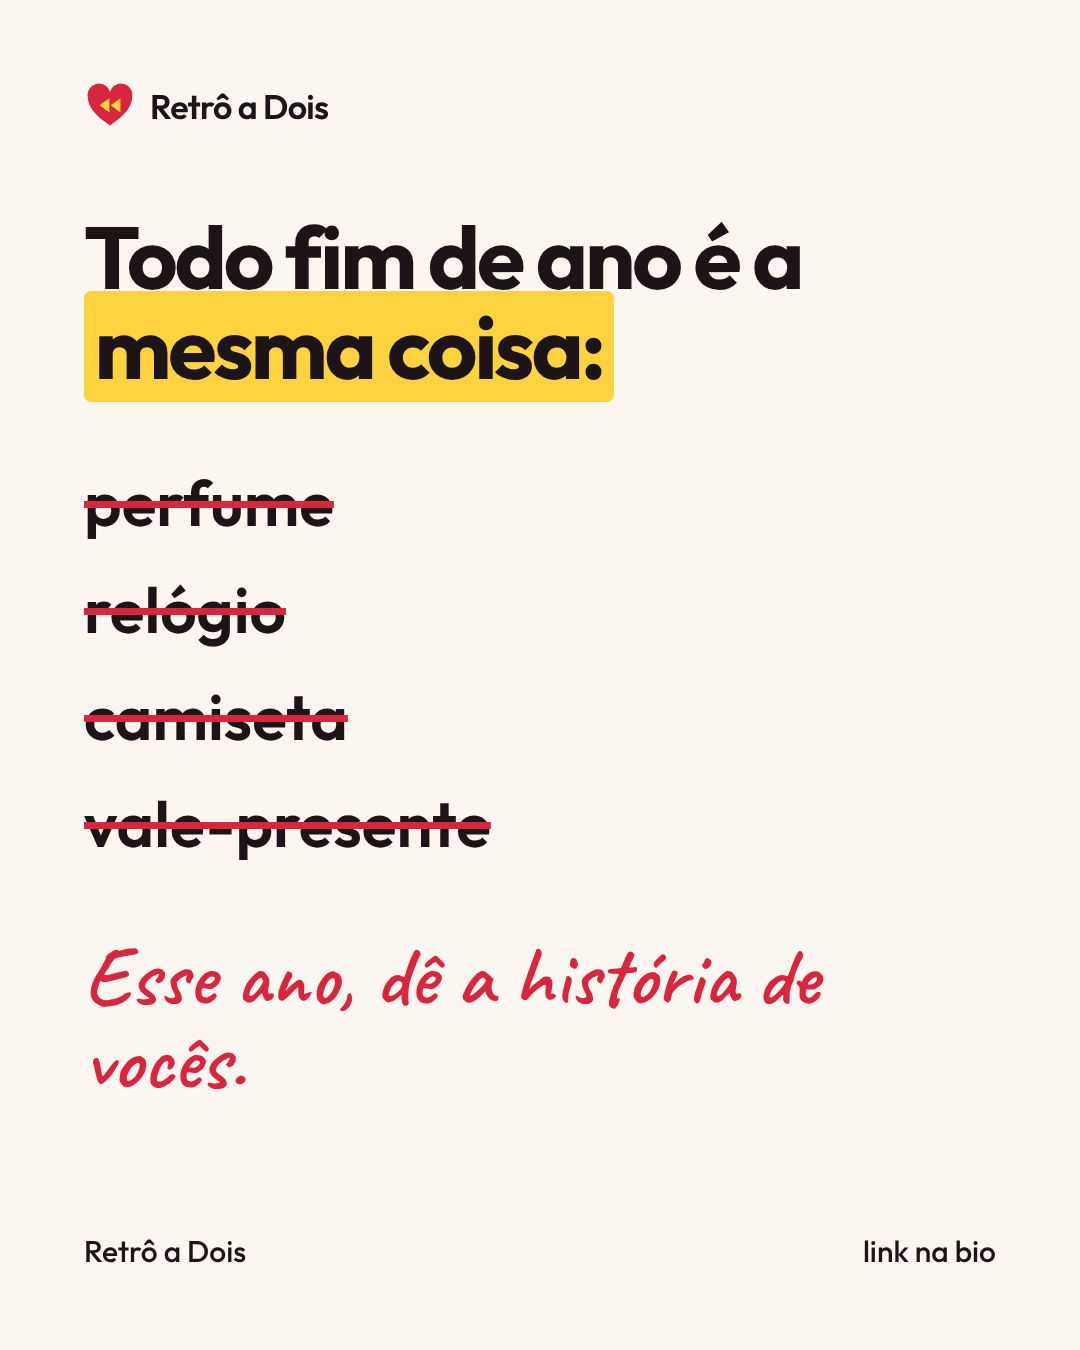 Retrô a Dois
Todo fim de ano é a
mesma coisa:
perfume
relógio
camiseta
vale-presente
Esse ano, dê a história de
vocês.
Retrô a Dois
link na bio